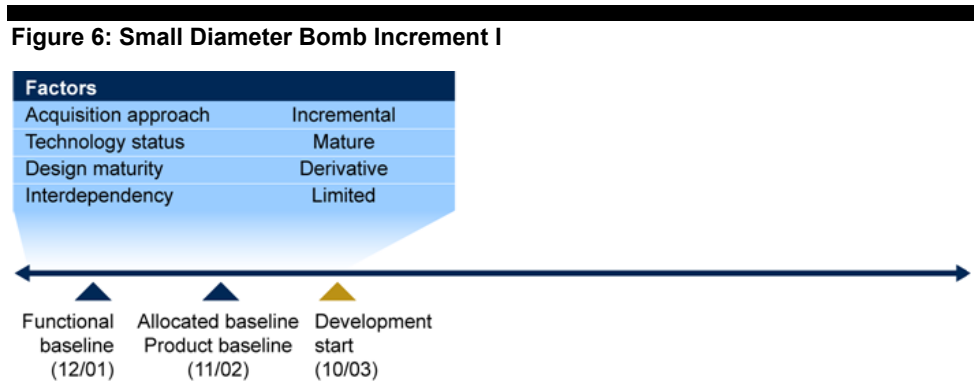 Figure 6: Small Diameter Bomb Increment I
Factors
Acquisition approach Incremental
Technology status Mature
Design maturity Derivative
Interdependency Limited
Functional baseline (12/01)
Allocated baseline Product baseline (11/02)
Development start (10/03)